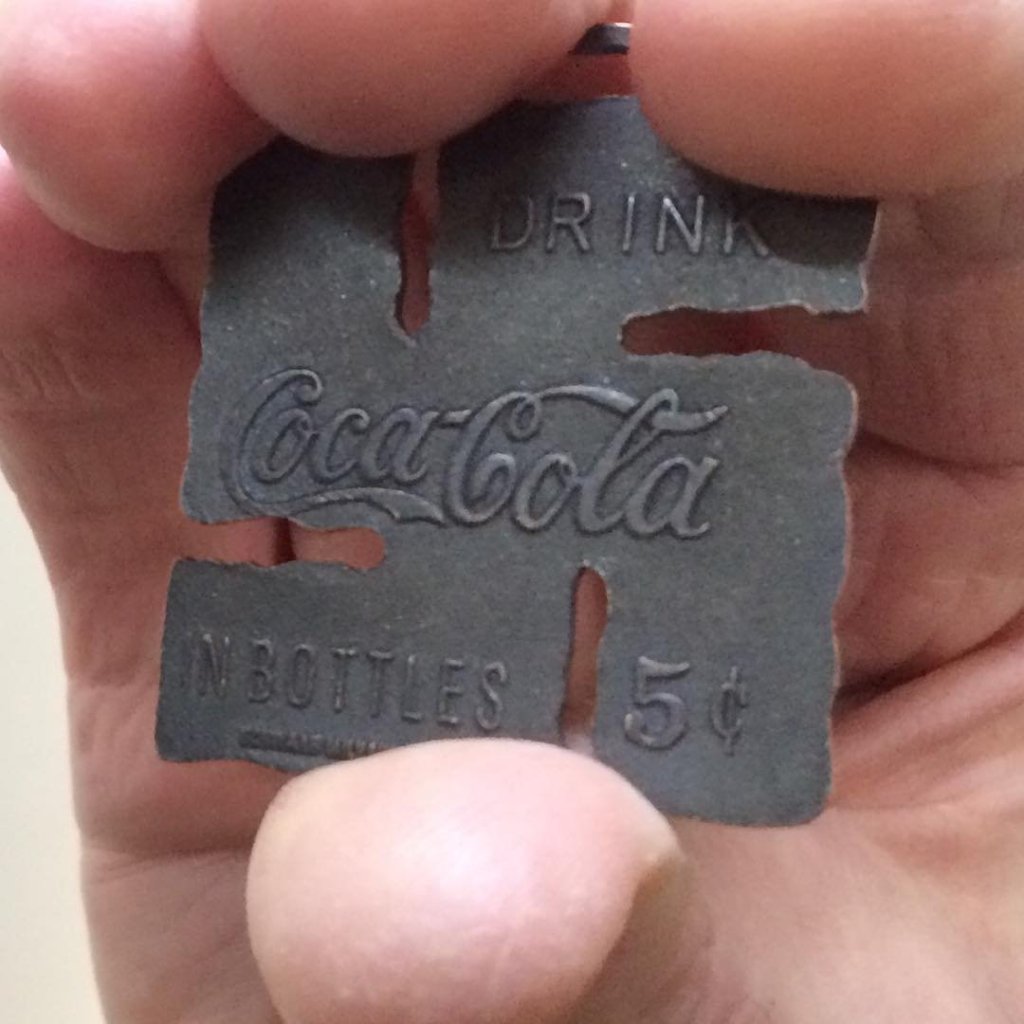 DRINK
Coca-Cola
IN BOTTLES 5¢